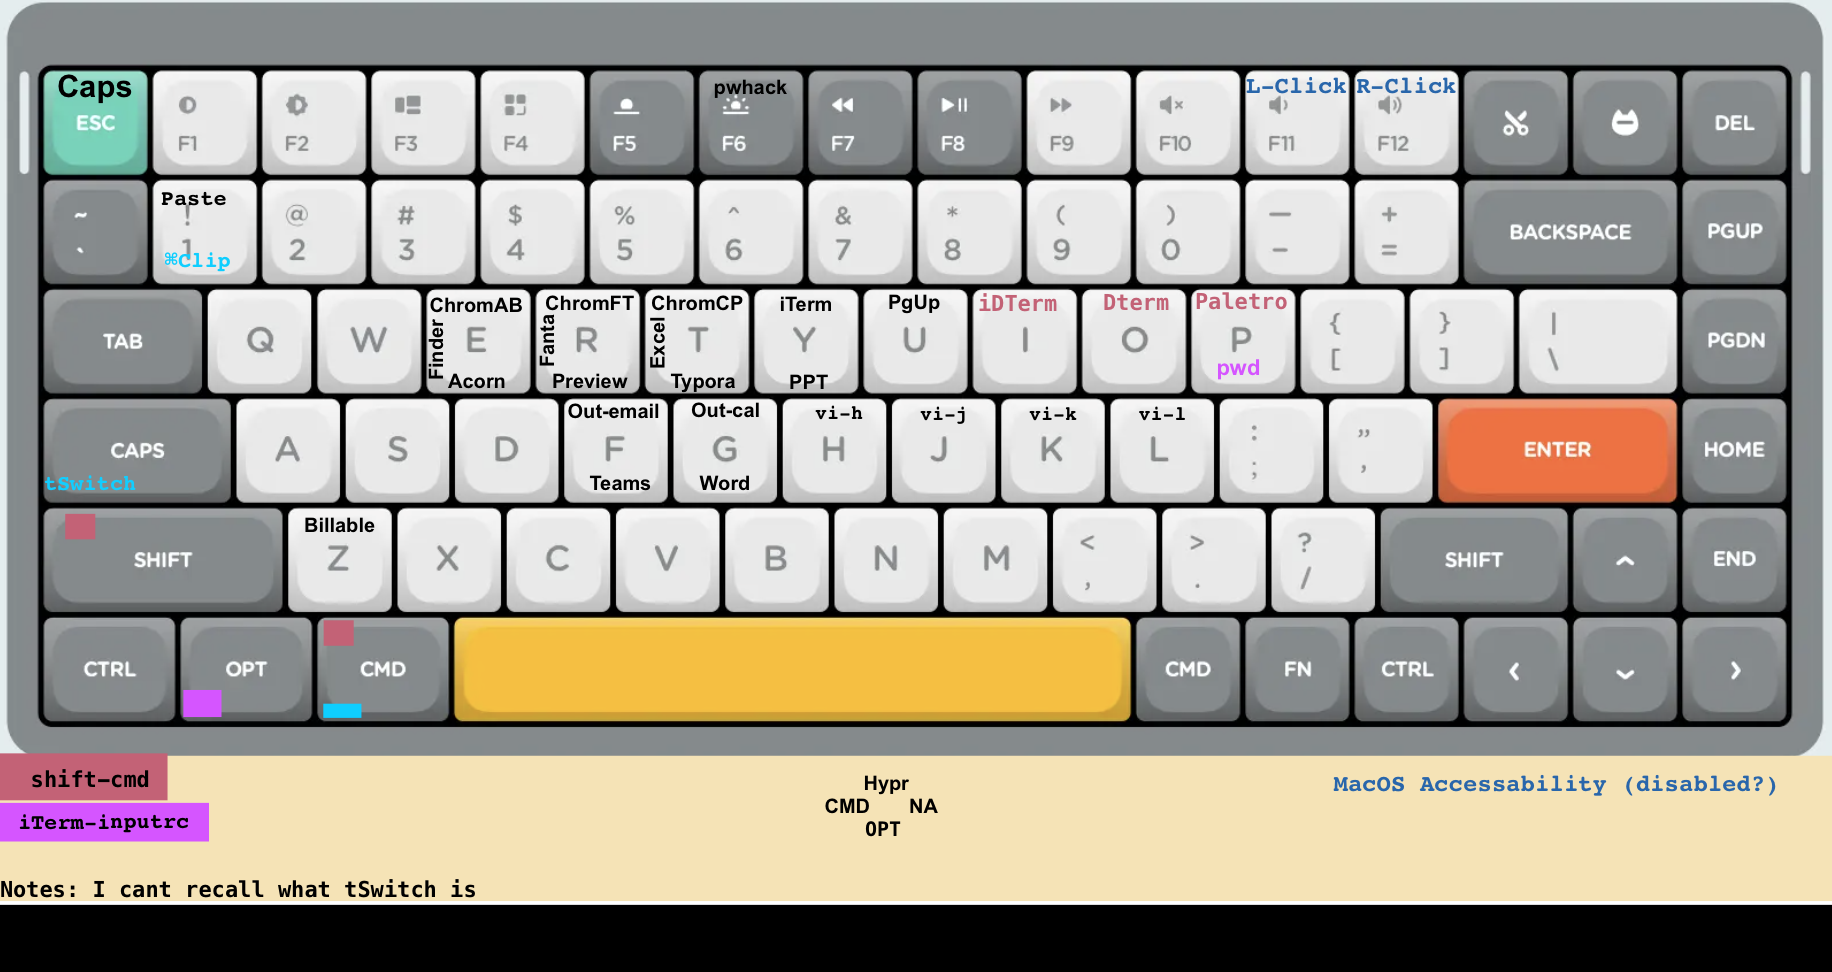 Caps
ESC
F1
F2
F3
F4
F5
pwhack
F6
F7
F8
F9
F10
L-Click
F11
R-Click
F12
DEL
~
`
Paste
!
1
⌘Clip
@
2
#
3
$
4
%
5
^
6
&
7
*
8
(
9
)
0
—
-
+
=
BACKSPACE
PGUP
TAB
Q
W
ChromAB
Finder
E
Acorn
ChromFT
Fanta
R
Preview
ChromCP
Excel
T
Typora
iTerm
Y
PPT
PgUp
U
iDTerm
I
Dterm
O
Paletro
P
pwd
{
[
}
]
|
\
PGDN
CAPS
tSwitch
A
S
D
Out-email
F
Teams
Out-cal
G
Word
vi-h
H
vi-j
J
vi-k
K
vi-l
L
:
;
”
,
ENTER
HOME
SHIFT
Billable
Z
X
C
V
B
N
M
<
,
>
.
?
/
SHIFT
END
CTRL
OPT
CMD
CMD
FN
CTRL
shift-cmd
iTerm-inputrc
Hypr
CMD NA
OPT
MacOS Accessability (disabled?)
Notes: I cant recall what tSwitch is